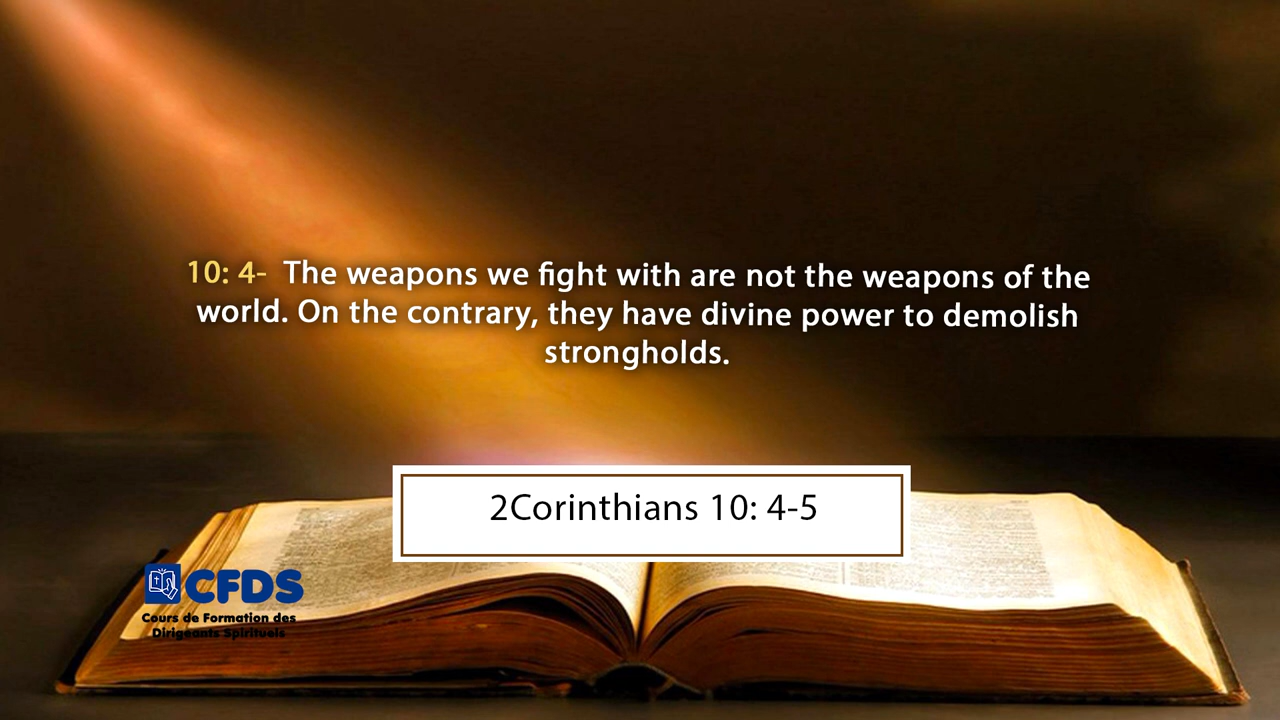 10: 4- The weapons we fight with are not the weapons of the
world. On the contrary, they have divine power to demolish
strongholds.
2Corinthians 10: 4-5
CFDS
Cours de Formation des
Dirigeants Spirituels